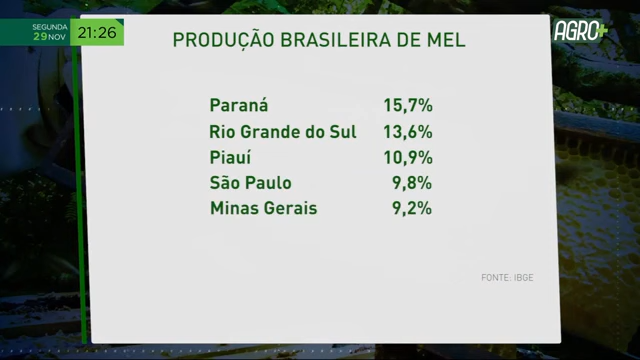 SEGUNDA
29 NOV
21:26
AGRO+
PRODUÇÃO BRASILEIRA DE MEL
Paraná 15,7%
Rio Grande do Sul 13,6%
Piauí 10,9%
São Paulo 9,8%
Minas Gerais 9,2%
FONTE: IBGE